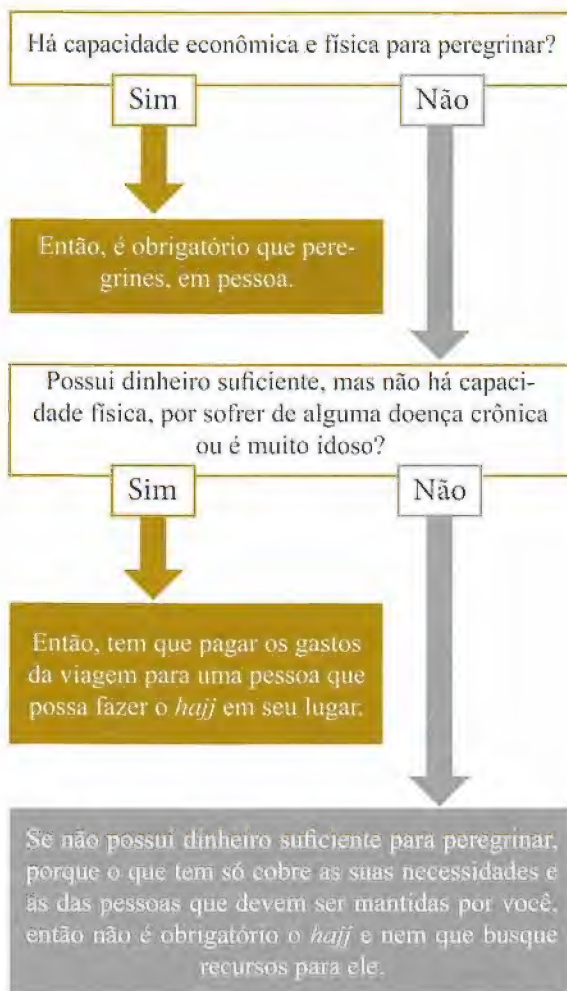 Há capacidade econômica e física para peregrinar?
Sim
Não
Então, é obrigatório que pere-
grines, em pessoa.
Possui dinheiro suficiente, mas não há capaci-
dade física, por sofrer de alguma doença crônica
ou é muito idoso?
Sim
Não
Então, tem que pagar os gastos
da viagem para uma pessoa que
possa fazer o hajj em seu lugar.
Se não possui dinheiro suficiente para peregrinar,
porque o que tem só cobre as suas necessidades e
às das pessoas que devem ser mantidas por você,
então não é obrigatório o hajj e nem que busque
recursos para ele.